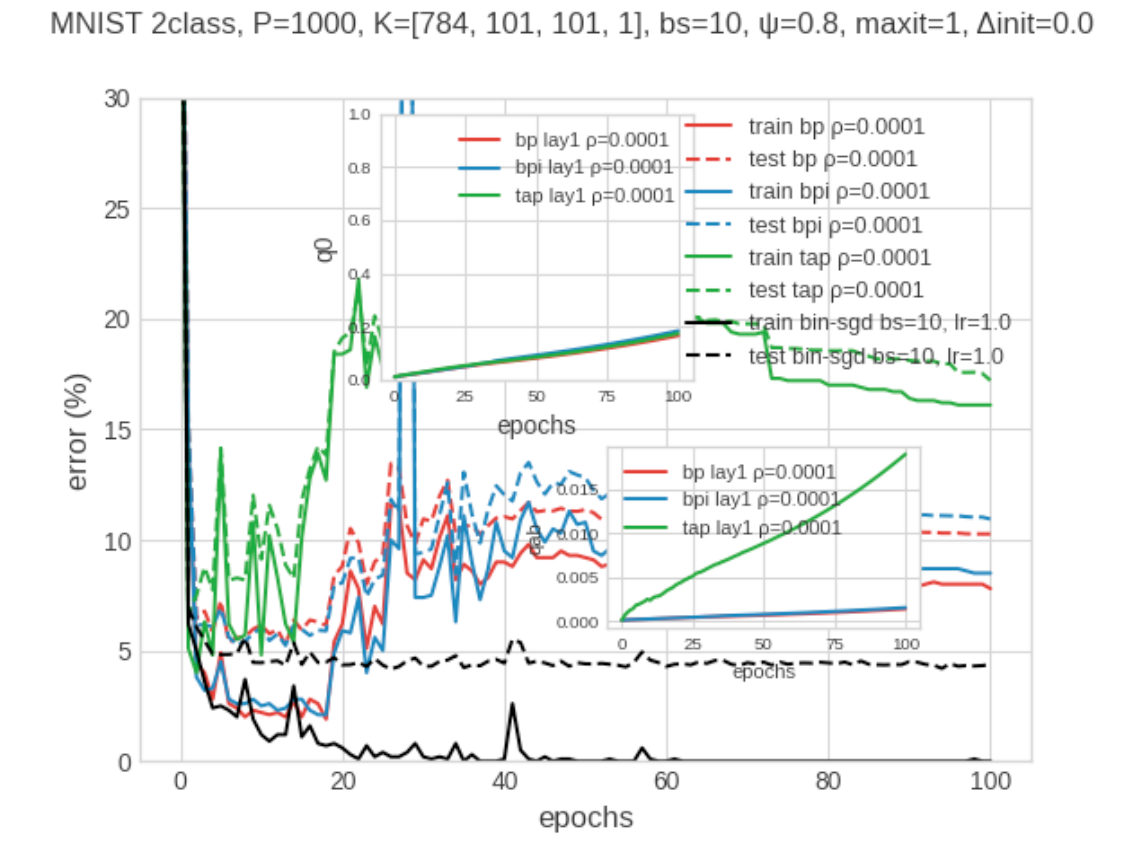 MNIST 2class, P=1000, K=[784, 101, 101, 1], bs=10, ψ=0.8, maxit=1, Δinit=0.0
30
25
20
15
10
5
0
error (%)
0 20 40 60 80 100
epochs
1.0
0.8
0.6
0.4
0.2
0.0
q0
bp lay1 ρ=0.0001
bpi lay1 ρ=0.0001
tap lay1 ρ=0.0001
0 25 50 75 100
epochs
train bp ρ=0.0001
test bp ρ=0.0001
train bpi ρ=0.0001
test bpi ρ=0.0001
train tap ρ=0.0001
test tap ρ=0.0001
train bin-sgd bs=10, lr=1.0
test bin-sgd bs=10, lr=1.0
0.015
0.010
0.005
0.000
bp lay1 ρ=0.0001
bpi lay1 ρ=0.0001
tap lay1 ρ=0.0001
0 25 50 75 100
epochs